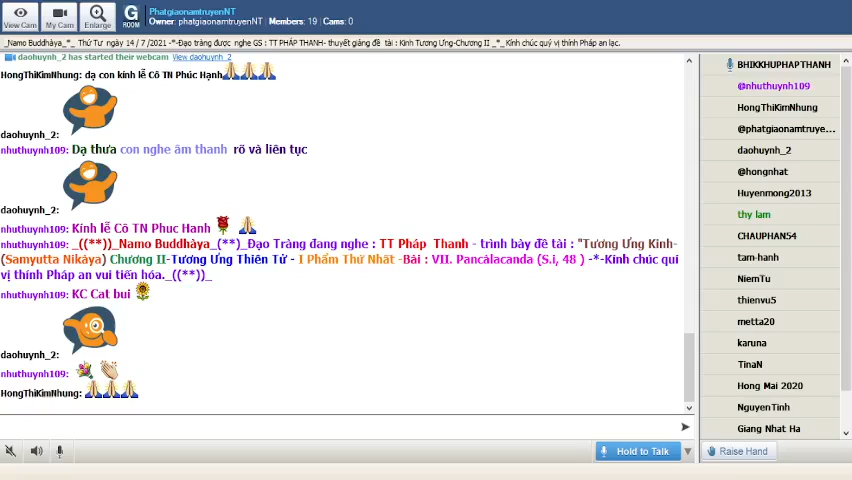 View Cam
My Cam
Enlarge
G
ROOM
PhatgiaonamtruyenNT
Owner: phatgiaonamtruyenNT | Members: 19 | Cams: 0
_Namo Buddhàya_*_ Thứ Tư ngày 14 / 7 /2021 -*-Đạo tràng được nghe GS : TT PHÁP THANH- thuyết giảng đề tài : Kinh Tương Ưng-Chương II _*_ Kính chúc quý vị thính Pháp an lạc.
daohuynh_2 has started their webcam View daohuynh_2
HongThiKimNhung: dạ con kính lễ Cô TN Phúc Hạnh
daohuynh_2:
nhuthuynh109: Dạ thưa con nghe âm thanh rõ và liên tục
daohuynh_2:
nhuthuynh109: Kính lễ Cô TN Phuc Hanh
nhuthuynh109: _((**))_Namo Buddhàya_(**)_Đạo Tràng đang nghe : TT Pháp Thanh - trình bày đề tài : "Tương Ưng Kinh-
(Samyutta Nikàya) Chương II-Tương Ưng Thiên Tử - I Phẩm Thứ Nhất -Bài : VII. Pancàlacanda (S.i, 48 ) -*-Kính chúc quí
vị thính Pháp an vui tiến hóa._((**))_
nhuthuynh109: KC Cat bui
daohuynh_2:
nhuthuynh109:
HongThiKimNhung:
Hold to Talk
BHIKKHUPHAPTHANH
@nhuthuynh109
HongThiKimNhung
@phatgiaonamtruye...
daohuynh_2
@hongnhat
Huyenmong2013
thy lam
CHAUPHAN54
tam-hanh
NiemTu
thienvu5
metta20
karuna
TinaN
Hong Mai 2020
NguyenTinh
Giang Nhat Ha
Raise Hand